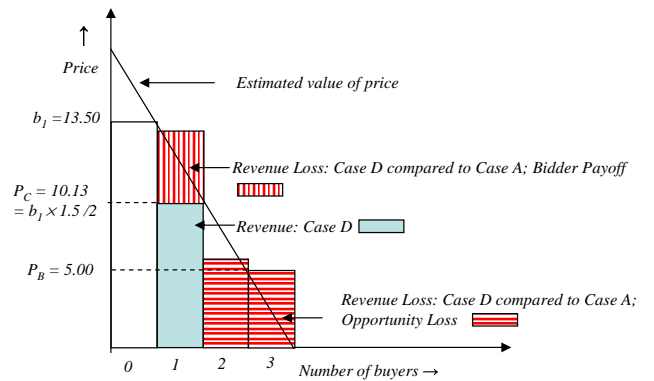 ↑
Price
Estimated value of price
b1 =13.50
Revenue Loss: Case D compared to Case A; Bidder Payoff
PC = 10.13
= b1 × 1.5 /2
Revenue: Case D
PB = 5.00
Revenue Loss: Case D compared to Case A;
Opportunity Loss
0 1 2 3
Number of buyers →